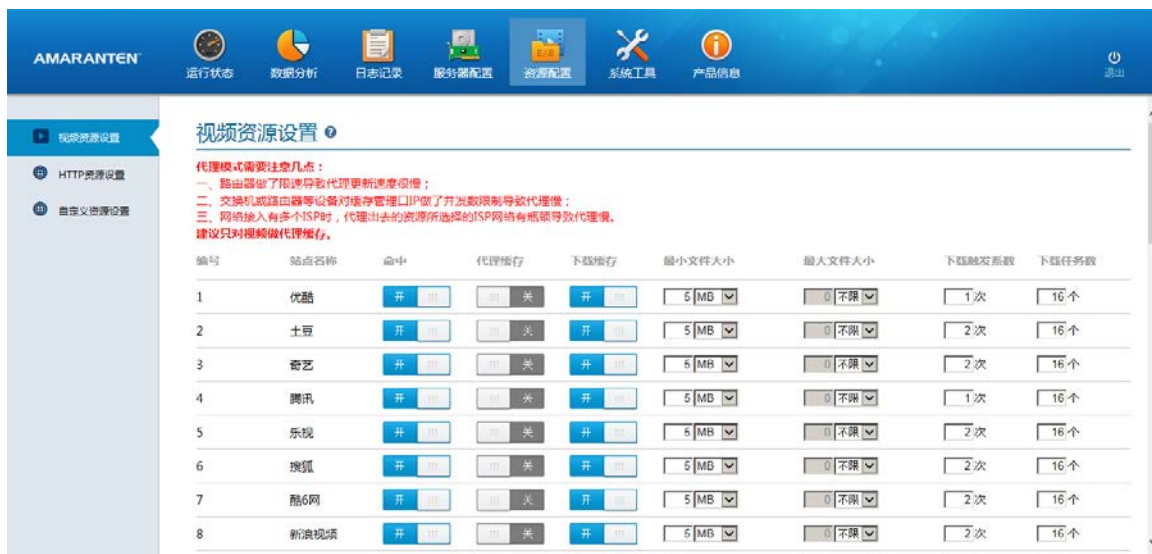 AMARANTEN
运行状态 数据分析 日志记录 服务器配置 资源配置 系统工具 产品信息 退出
视频资源设置
HTTP资源设置
自定义资源设置
视频资源设置
代理模式需要注意几点：
一、路由器做了限速导致代理更新速度很慢；
二、交换机或路由器等设备对缓存管理口IP做了并发数限制导致代理慢；
三、网络接入有多个ISP时，代理出去的资源所选择的ISP网络有瓶颈导致代理慢。
建议只对视频做代理缓存。
编号 站点名称 命中 代理缓存 下载缓存 最小文件大小 最大文件大小 下载触发系数 下载任务数
1 优酷 开 关 开 5 MB 0 不限 1 次 16 个
2 土豆 开 关 开 5 MB 0 不限 2 次 16 个
3 奇艺 开 关 开 5 MB 0 不限 2 次 16 个
4 腾讯 开 关 开 5 MB 0 不限 1 次 16 个
5 乐视 开 关 开 5 MB 0 不限 2 次 16 个
6 搜狐 开 关 开 5 MB 0 不限 2 次 16 个
7 酷6网 开 关 开 5 MB 0 不限 2 次 16 个
8 新浪视频 开 关 开 5 MB 0 不限 2 次 16 个